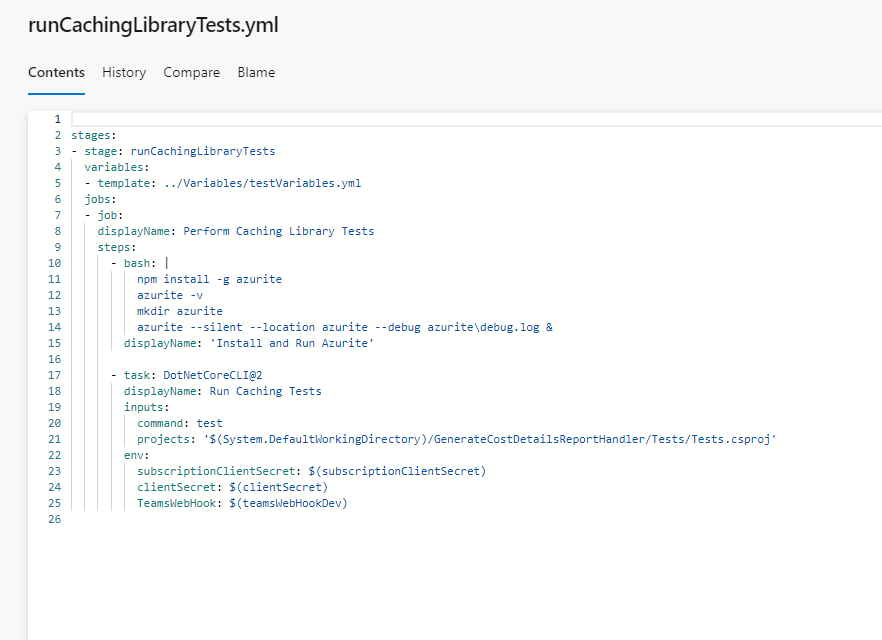 runCachingLibraryTests.yml
Contents History Compare Blame
1
2 stages:
3 - stage: runCachingLibraryTests
4 variables:
5 - template: ../Variables/testVariables.yml
6 jobs:
7 - job:
8 displayName: Perform Caching Library Tests
9 steps:
10 - bash: |
11 npm install -g azurite
12 azurite -v
13 mkdir azurite
14 azurite --silent --location azurite --debug azurite\debug.log &
15 displayName: 'Install and Run Azurite'
16
17 - task: DotNetCoreCLI@2
18 displayName: Run Caching Tests
19 inputs:
20 command: test
21 projects: '$(System.DefaultWorkingDirectory)/GenerateCostDetailsReportHandler/Tests/Tests.csproj'
22 env:
23 subscriptionClientSecret: $(subscriptionClientSecret)
24 clientSecret: $(clientSecret)
25 TeamsWebHook: $(teamsWebHookDev)
26